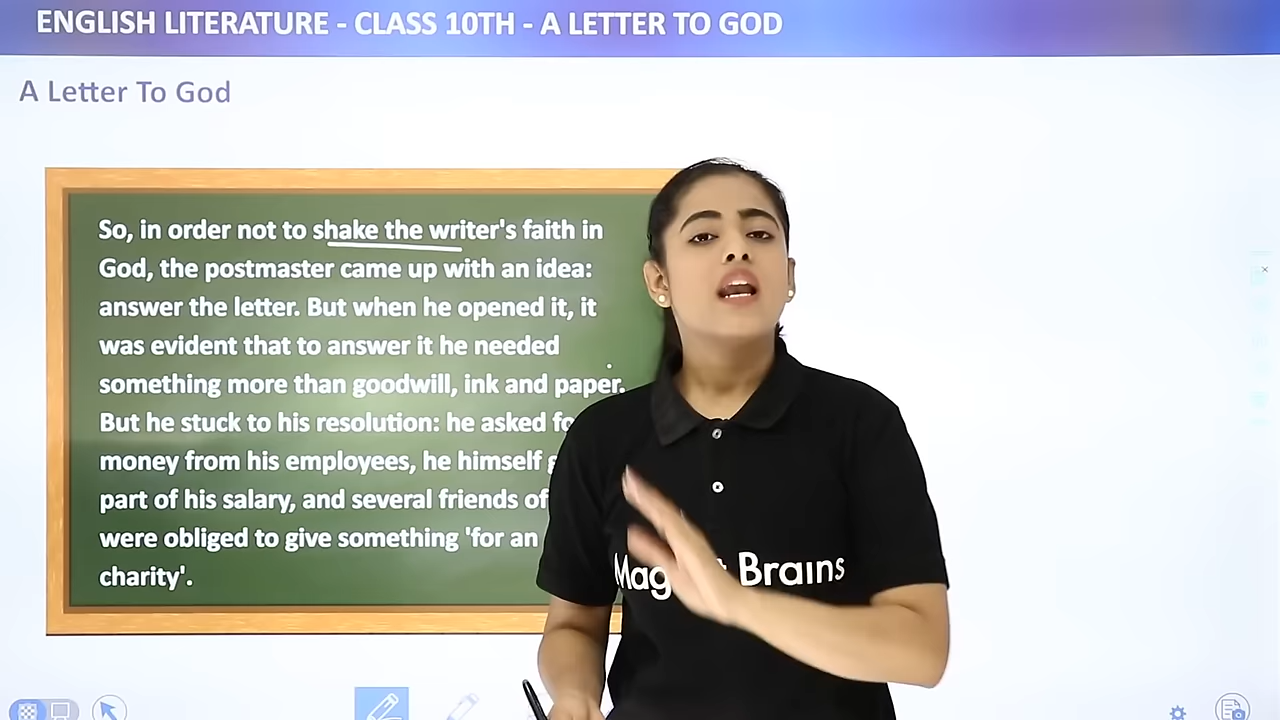 ENGLISH LITERATURE - CLASS 10TH - A LETTER TO GOD
A Letter To God
So, in order not to shake the writer's faith in
God, the postmaster came up with an idea:
answer the letter. But when he opened it, it
was evident that to answer it he needed
something more than goodwill, ink and paper.
But he stuck to his resolution: he asked
money from his employees, he himself
part of his salary, and several friends of
were obliged to give something 'for an
charity'.
Brains